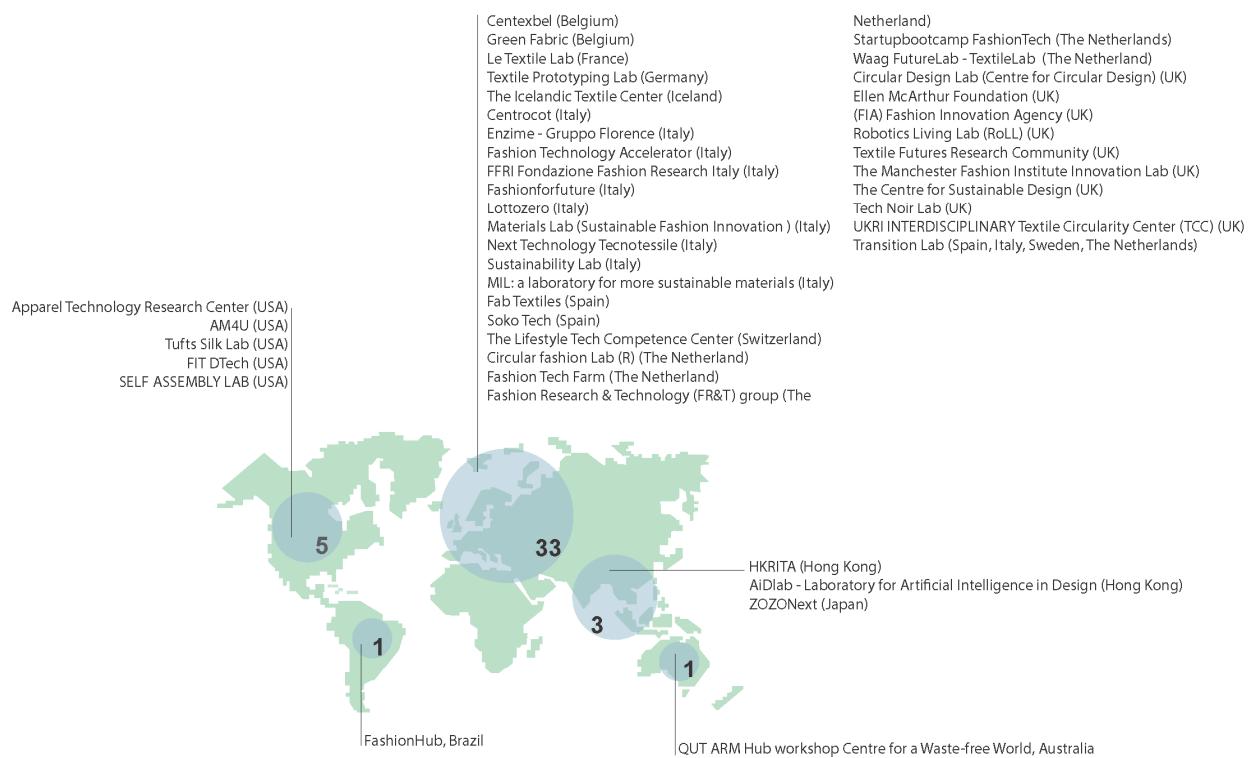 Centexbel (Belgium)
Green Fabric (Belgium)
Le Textile Lab (France)
Textile Prototyping Lab (Germany)
The Icelandic Textile Center (Iceland)
Centrocot (Italy)
Enzime - Gruppo Florence (Italy)
Fashion Technology Accelerator (Italy)
FFRI Fondazione Fashion Research Italy (Italy)
Fashionforfuture (Italy)
Lottozero (Italy)
Materials Lab (Sustainable Fashion Innovation ) (Italy)
Next Technology Tecnotessile (Italy)
Sustainability Lab (Italy)
MIL: a laboratory for more sustainable materials (Italy)
Fab Textiles (Spain)
Soko Tech (Spain)
The Lifestyle Tech Competence Center (Switzerland)
Circular fashion Lab (R) (The Netherland)
Fashion Tech Farm (The Netherland)
Fashion Research & Technology (FR&T) group (The
Netherland)
Startupbootcamp FashionTech (The Netherlands)
Waag FutureLab - TextileLab (The Netherland)
Circular Design Lab (Centre for Circular Design) (UK)
Ellen McArthur Foundation (UK)
(FIA) Fashion Innovation Agency (UK)
Robotics Living Lab (RoLL) (UK)
Textile Futures Research Community (UK)
The Manchester Fashion Institute Innovation Lab (UK)
The Centre for Sustainable Design (UK)
Tech Noir Lab (UK)
UKRI INTERDISCIPLINARY Textile Circularity Center (TCC) (UK)
Transition Lab (Spain, Italy, Sweden, The Netherlands)
Apparel Technology Research Center (USA)
AM4U (USA)
Tufts Silk Lab (USA)
FIT DTech (USA)
SELF ASSEMBLY LAB (USA)
5
33
HKRITA (Hong Kong)
AiDlab - Laboratory for Artificial Intelligence in Design (Hong Kong)
ZOZONext (Japan)
3
1
1
FashionHub, Brazil
QUT ARM Hub workshop Centre for a Waste-free World, Australia